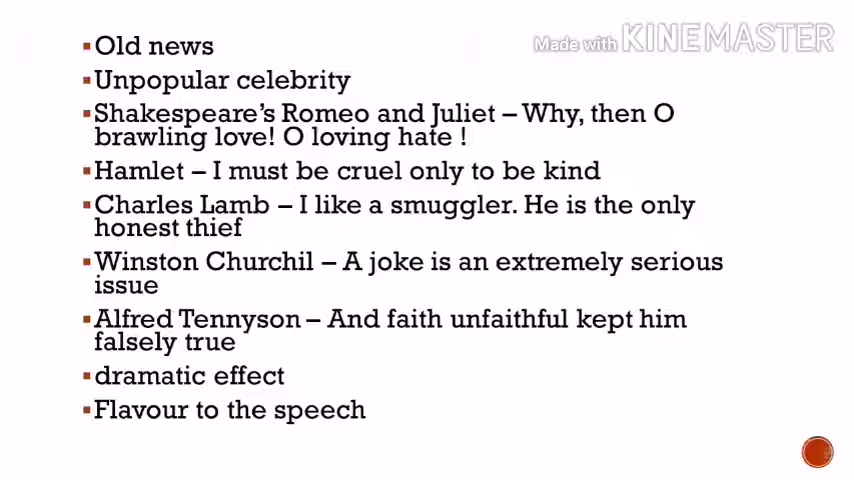 Made with KINEMASTER
Old news
Unpopular celebrity
Shakespeare's Romeo and Juliet – Why, then O
brawling love! O loving hate !
Hamlet – I must be cruel only to be kind
Charles Lamb – I like a smuggler. He is the only
honest thief
Winston Churchil – A joke is an extremely serious
issue
Alfred Tennyson – And faith unfaithful kept him
falsely true
dramatic effect
Flavour to the speech